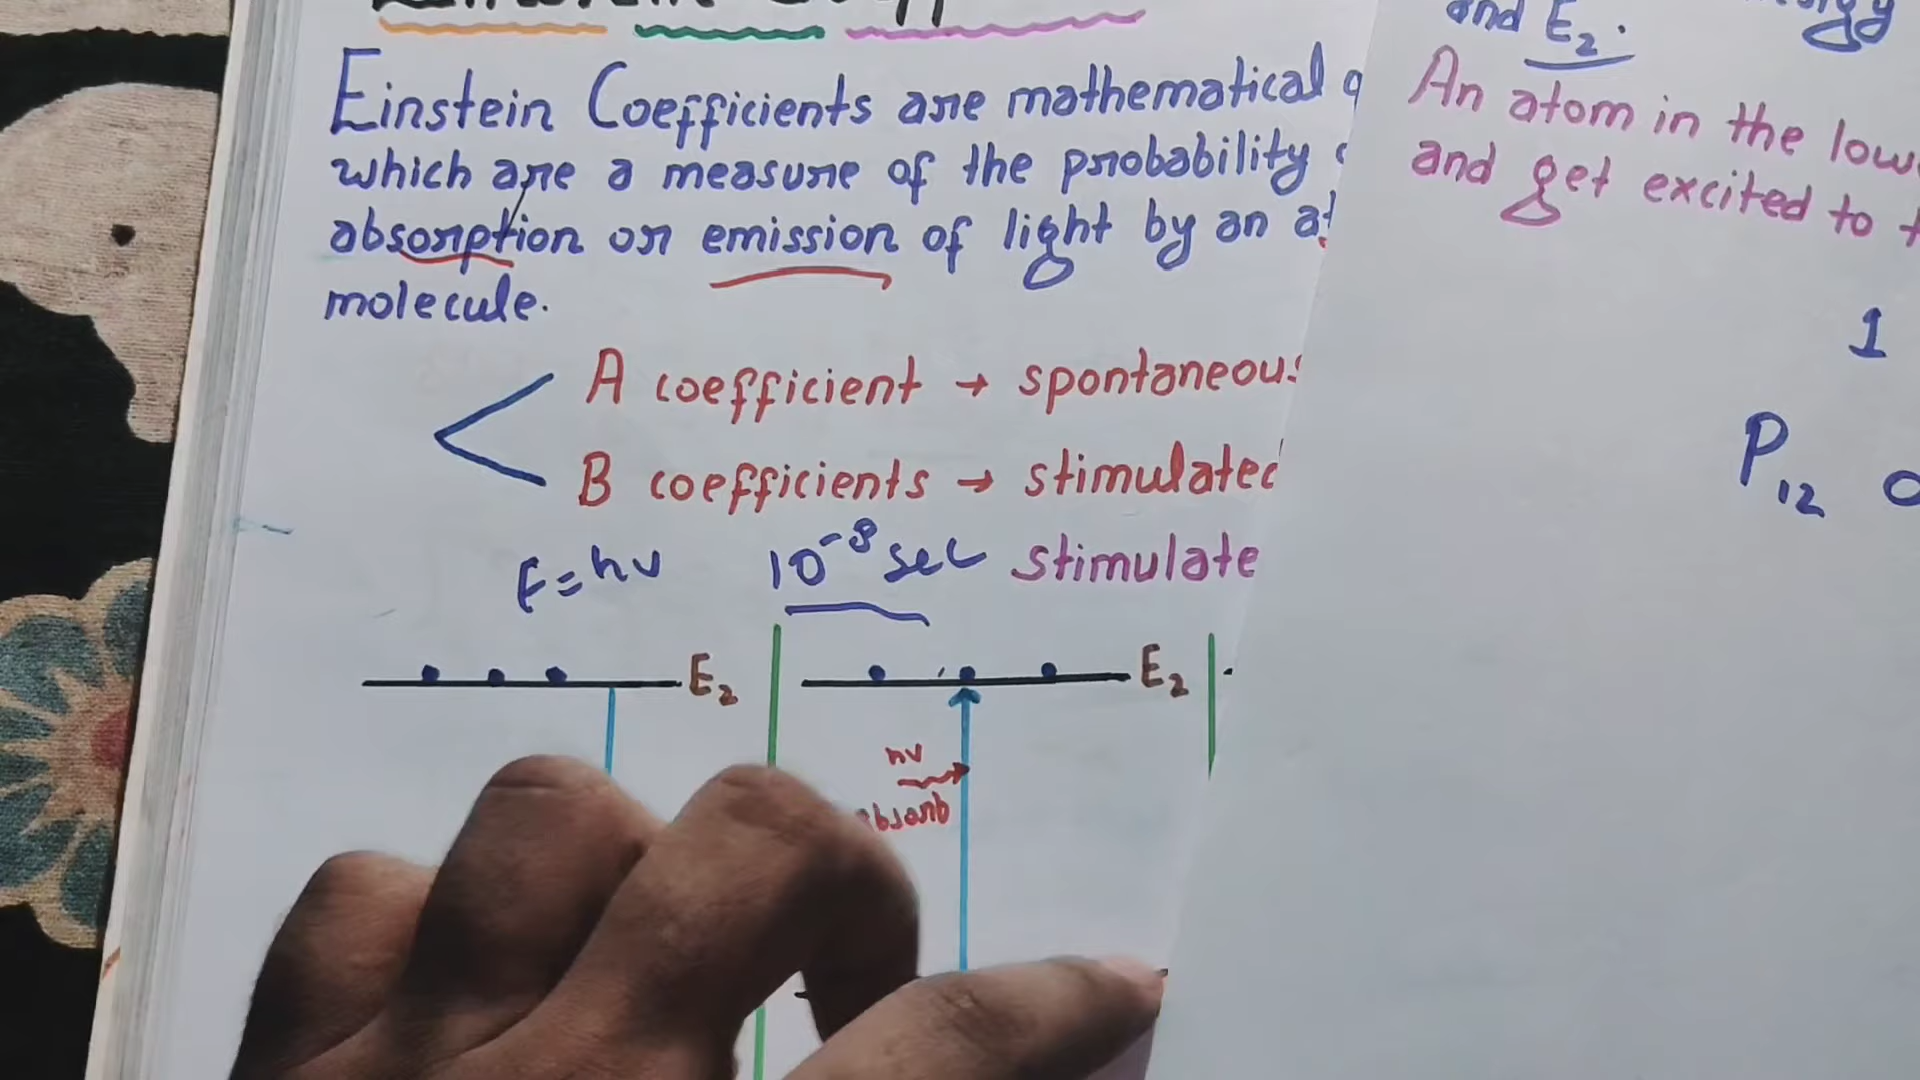 Einstein
Einstein Coefficients are mathematical
which are a measure of the probability
absorption or emission of light by an
molecule.
A coefficient → spontaneous
B coefficients → stimulated
E=hν 10⁻⁸ sec stimulate
E₂
E₂
hν
absorb
and E₂.
An atom in the
and get excited to
1
P₁₂